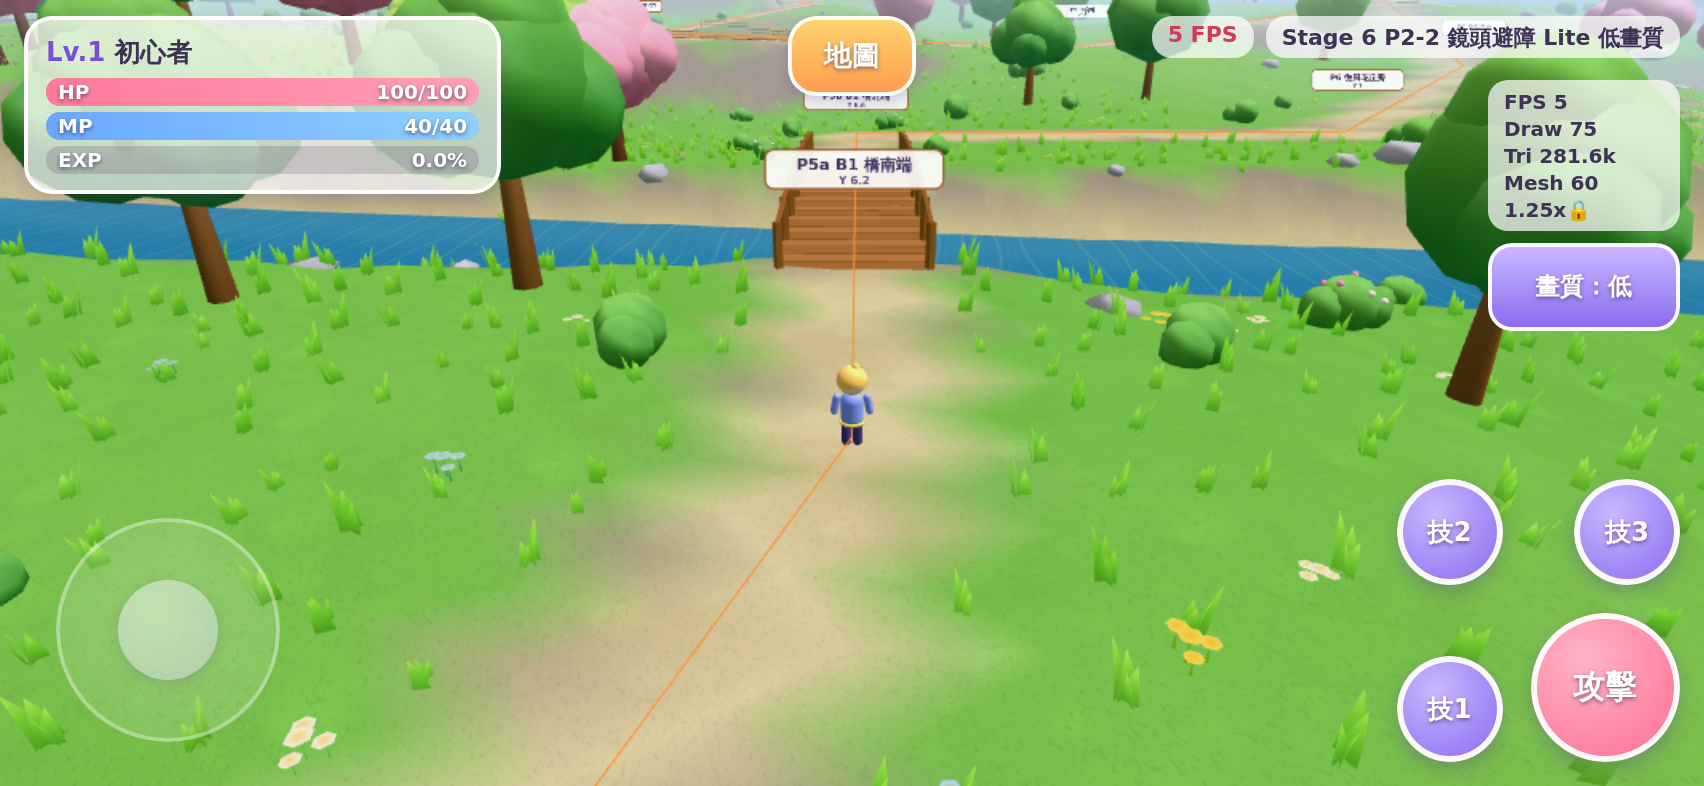 Lv.1 初心者
HP 100/100
MP 40/40
EXP 0.0%
地圖
5 FPS
Stage 6 P2-2 鏡頭避障 Lite 低畫質
FPS 5
Draw 75
Tri 281.6k
Mesh 60
1.25x🔒
畫質：低
P5a B1 橋南端
Y 6.2
技2
技3
技1
攻擊